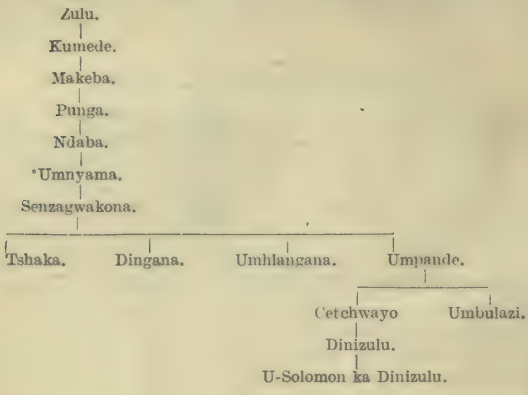 Zulu.
Kumede.
Makeba.
Punga.
Ndaba.
Umnyama.
Senzagwakona.
Tshaka. Dingana. Umhlangana. Umpande.
Cetchwayo Umbulazi.
Dinizulu.
U-Solomon ka Dinizulu.